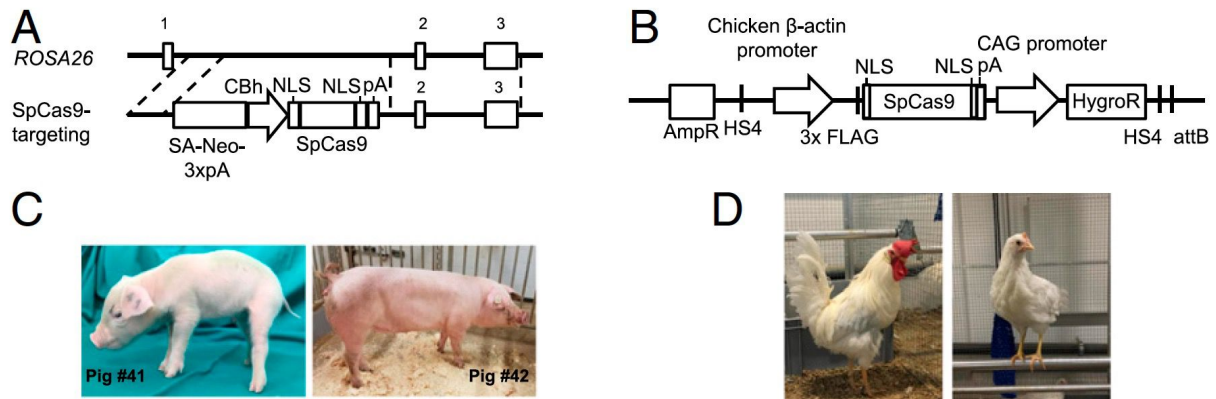 A
1
2
3
ROSA26
CBh
NLS
NLS
pA
2
3
SpCas9-
targeting
SA-Neo-
3xpA
SpCas9
B
Chicken β-actin
promoter
CAG promoter
NLS
NLS
pA
SpCas9
HygroR
AmpR
HS4
3x FLAG
HS4
attB
C
Pig #41
Pig #42
D